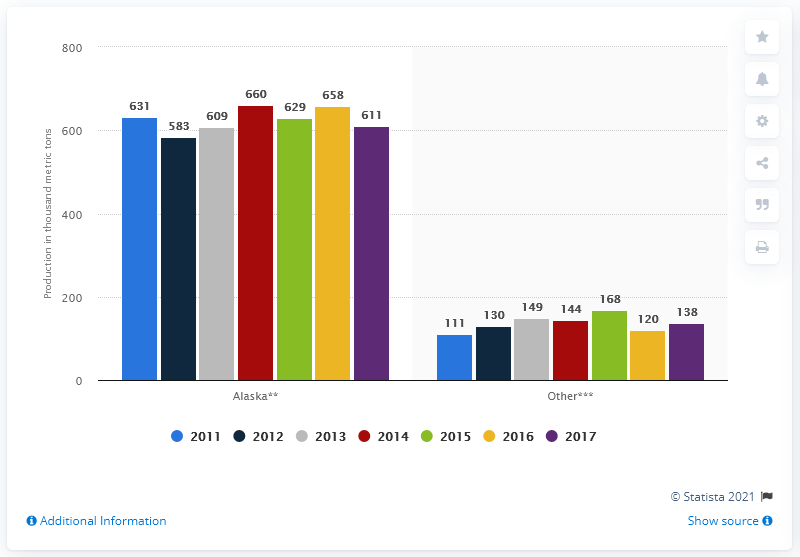 Production in thousand metric tons
800
600
400
200
0
631
583
609
660
629
658
611
111
130
149
144
168
120
138
Alaska**
Other***
2011 2012 2013 2014 2015 2016 2017
© Statista 2021
Additional Information
Show source